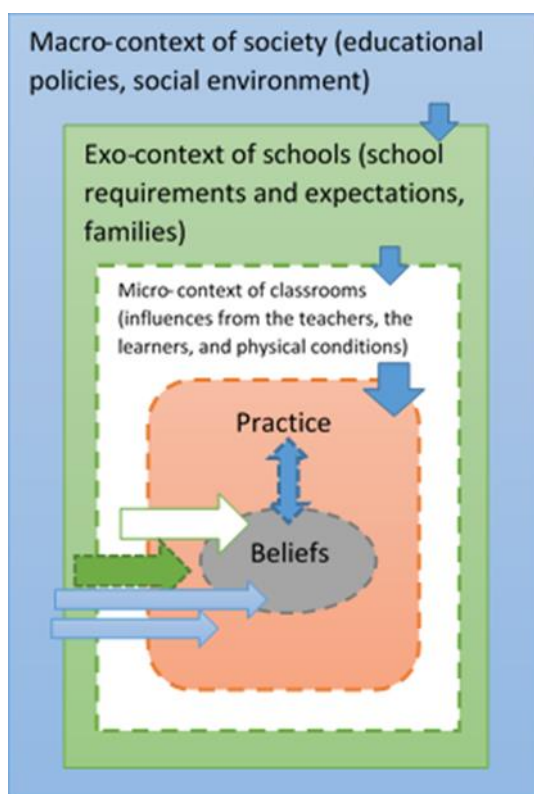 Macro-context of society (educational
policies, social environment)
Exo-context of schools (school
requirements and expectations,
families)
Micro- context of classrooms
(influences from the teachers, the
learners, and physical conditions)
Practice
Beliefs